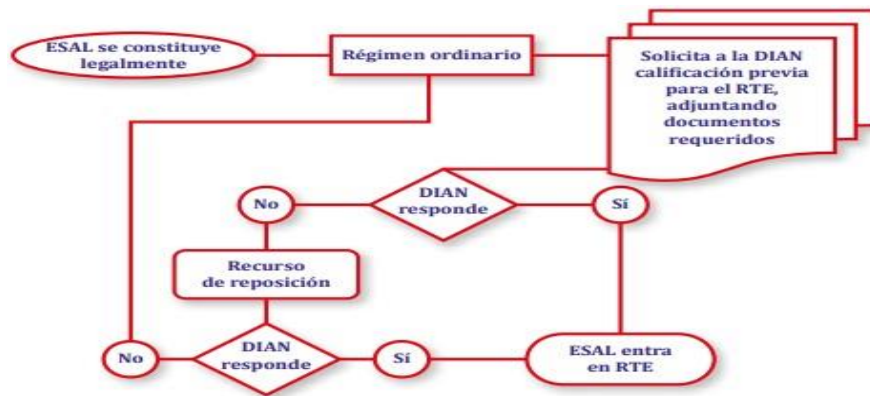 ESAL se constituye
legalmente
Régimen ordinario
Solicita a la DIAN
calificación previa
para el RTE,
adjuntando
documentos
requeridos
No
DIAN
responde
Sí
Recurso
de reposición
No
DIAN
responde
Sí
ESAL entra
en RTE